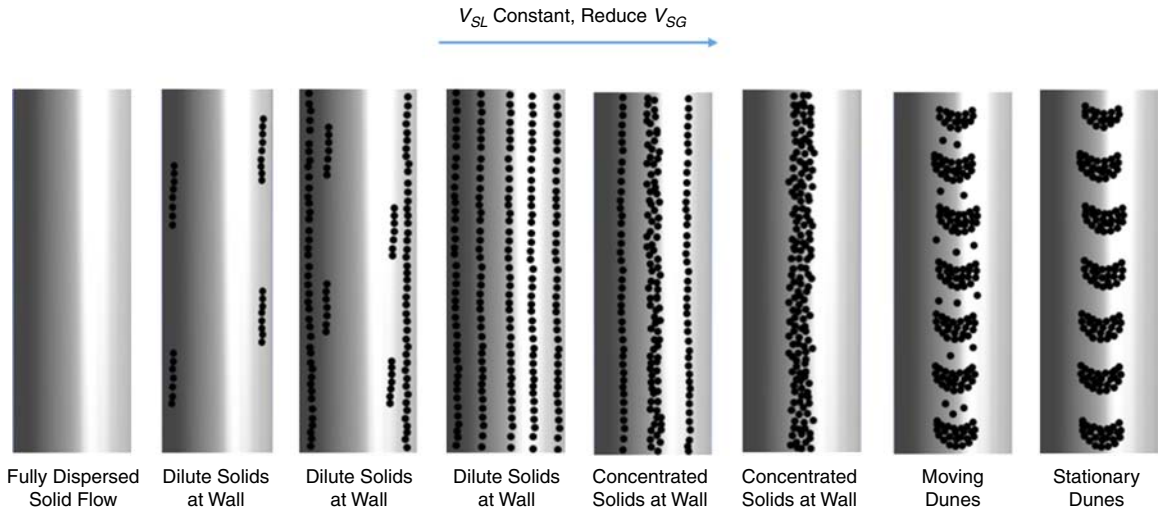 V_SL Constant, Reduce V_SG
Fully Dispersed
Solid Flow
Dilute Solids
at Wall
Dilute Solids
at Wall
Dilute Solids
at Wall
Concentrated
Solids at Wall
Concentrated
Solids at Wall
Moving
Dunes
Stationary
Dunes